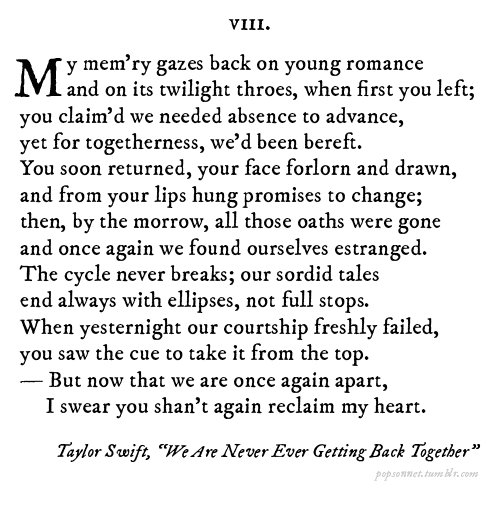 VIII.
My mem'ry gazes back on young romance
and on its twilight throes, when first you left;
you claim'd we needed absence to advance,
yet for togetherness, we'd been bereft.
You soon returned, your face forlorn and drawn,
and from your lips hung promises to change;
then, by the morrow, all those oaths were gone
and once again we found ourselves estranged.
The cycle never breaks; our sordid tales
end always with ellipses, not full stops.
When yesternight our courtship freshly failed,
you saw the cue to take it from the top.
— But now that we are once again apart,
I swear you shan't again reclaim my heart.
Taylor Swift, “We Are Never Ever Getting Back Together”
popsonnet.tumblr.com